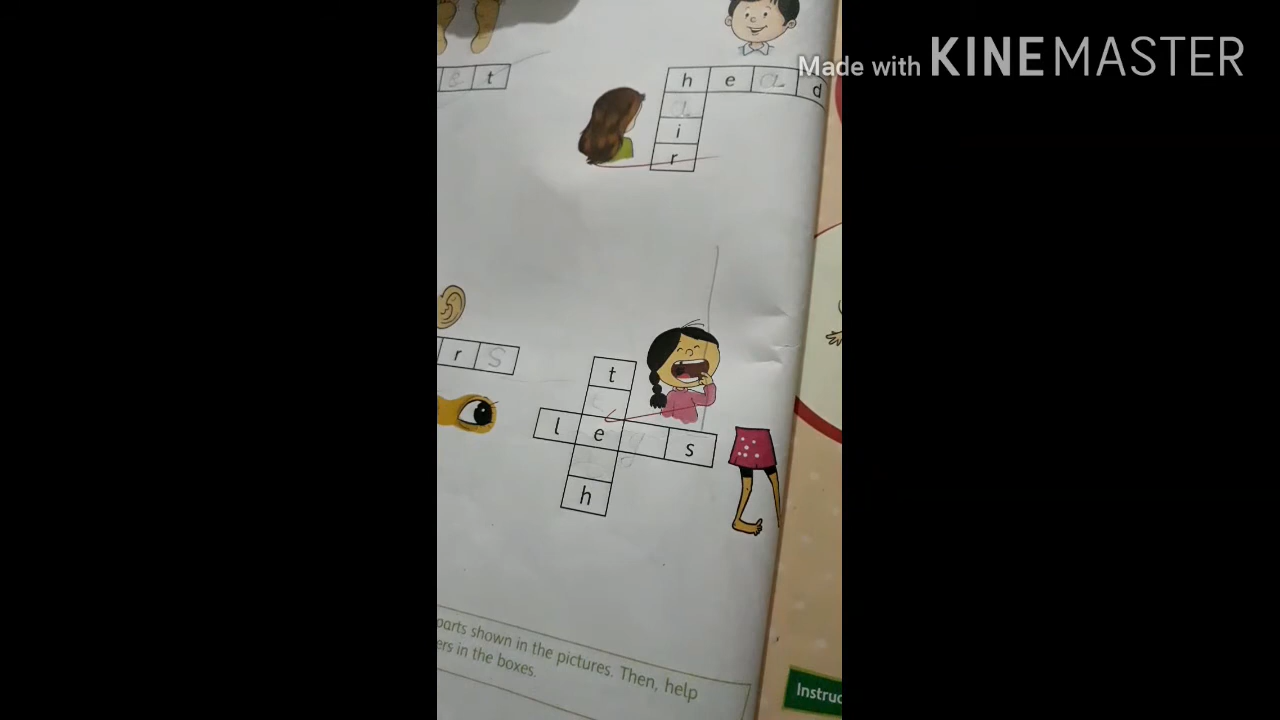 Made with KINEMASTER
t
h e a d
a
i
r
r s
t
e
l e g s
h
parts shown in the pictures. Then, help
ers in the boxes.
Instruc